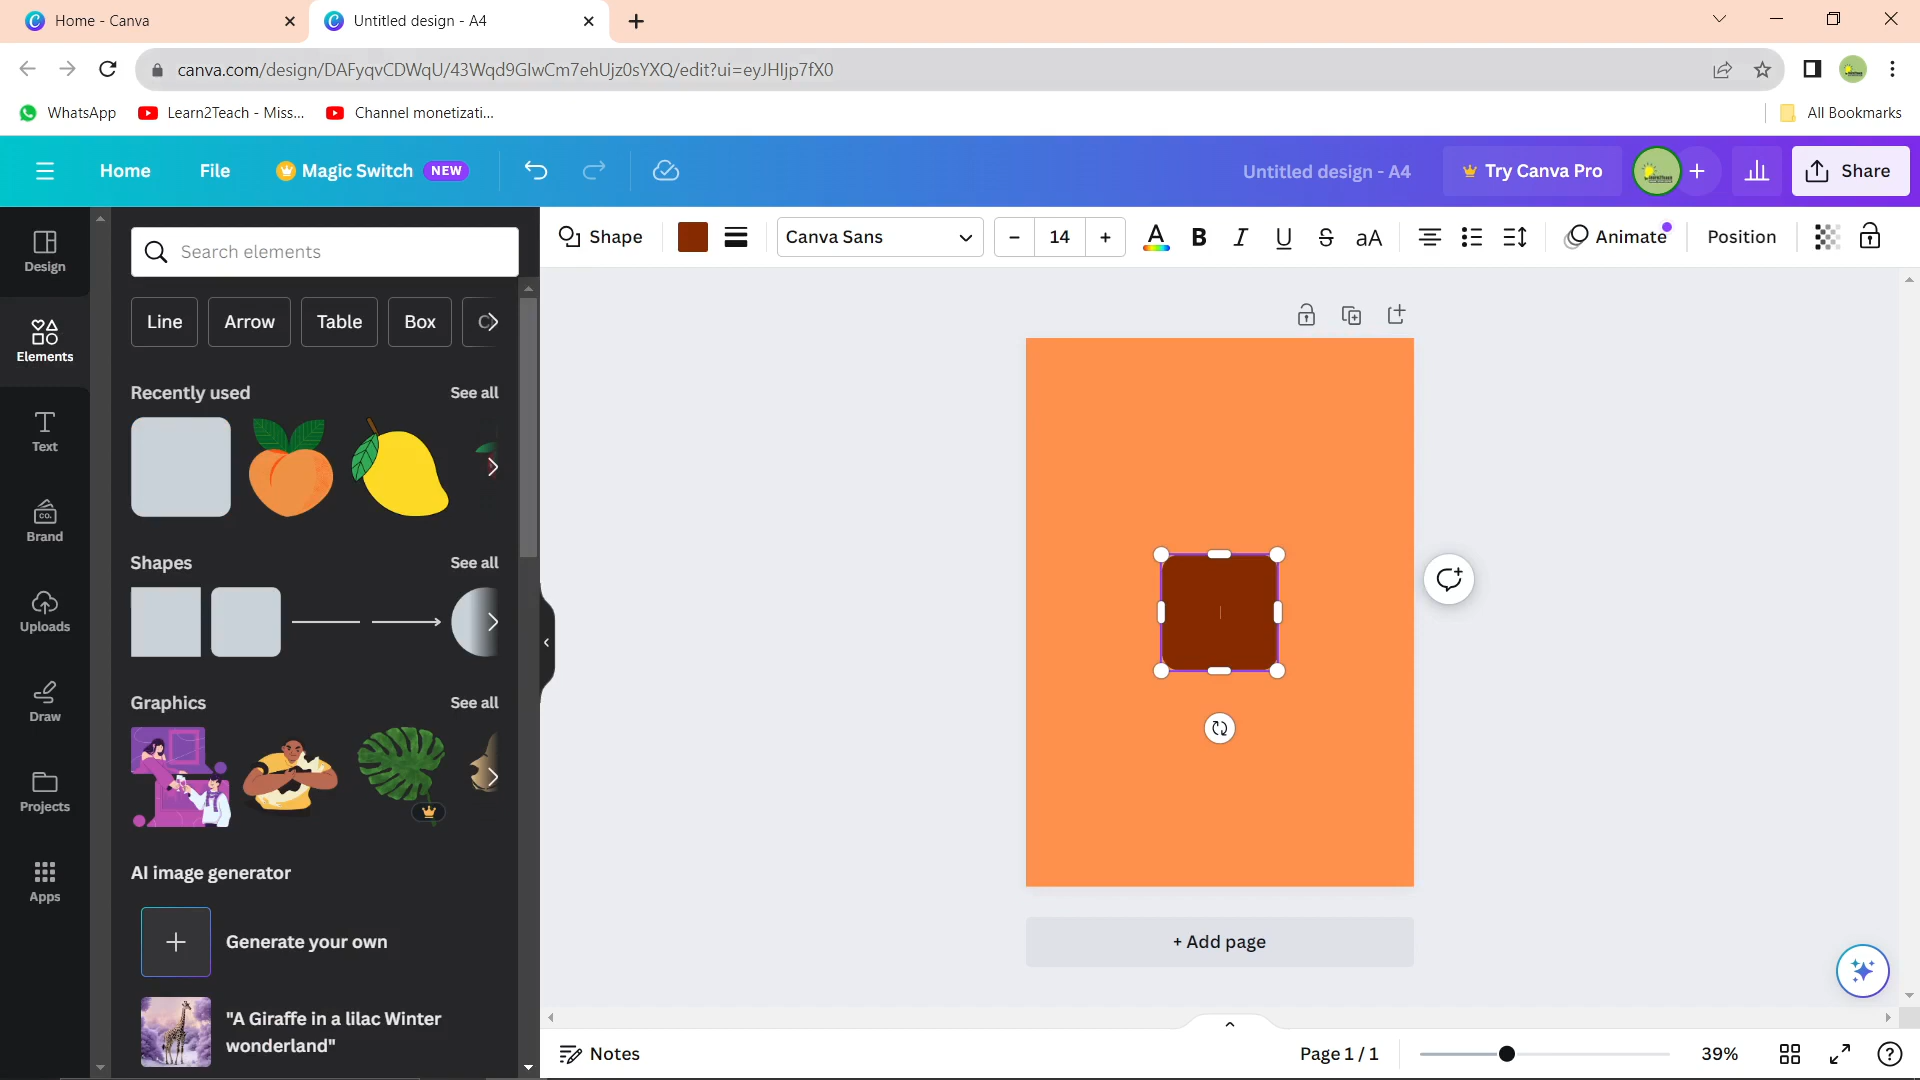 Home - Canva
Untitled design - A4
canva.com/design/DAFyqvCDWqU/43Wqd9GlwCm7ehUjz0sYXQ/edit?ui=eyJHIjp7fX0
WhatsApp
Learn2Teach - Miss...
Channel monetizati...
All Bookmarks
Home
File
Magic Switch
NEW
Untitled design - A4
Try Canva Pro
Share
Design
Elements
Text
Brand
Uploads
Draw
Projects
Apps
Search elements
Line
Arrow
Table
Box
Recently used
See all
Shapes
See all
Graphics
See all
AI image generator
Generate your own
"A Giraffe in a lilac Winter
wonderland"
Shape
Canva Sans
14
B
I
U
S
aA
Animate
Position
+ Add page
Notes
Page 1 / 1
39%